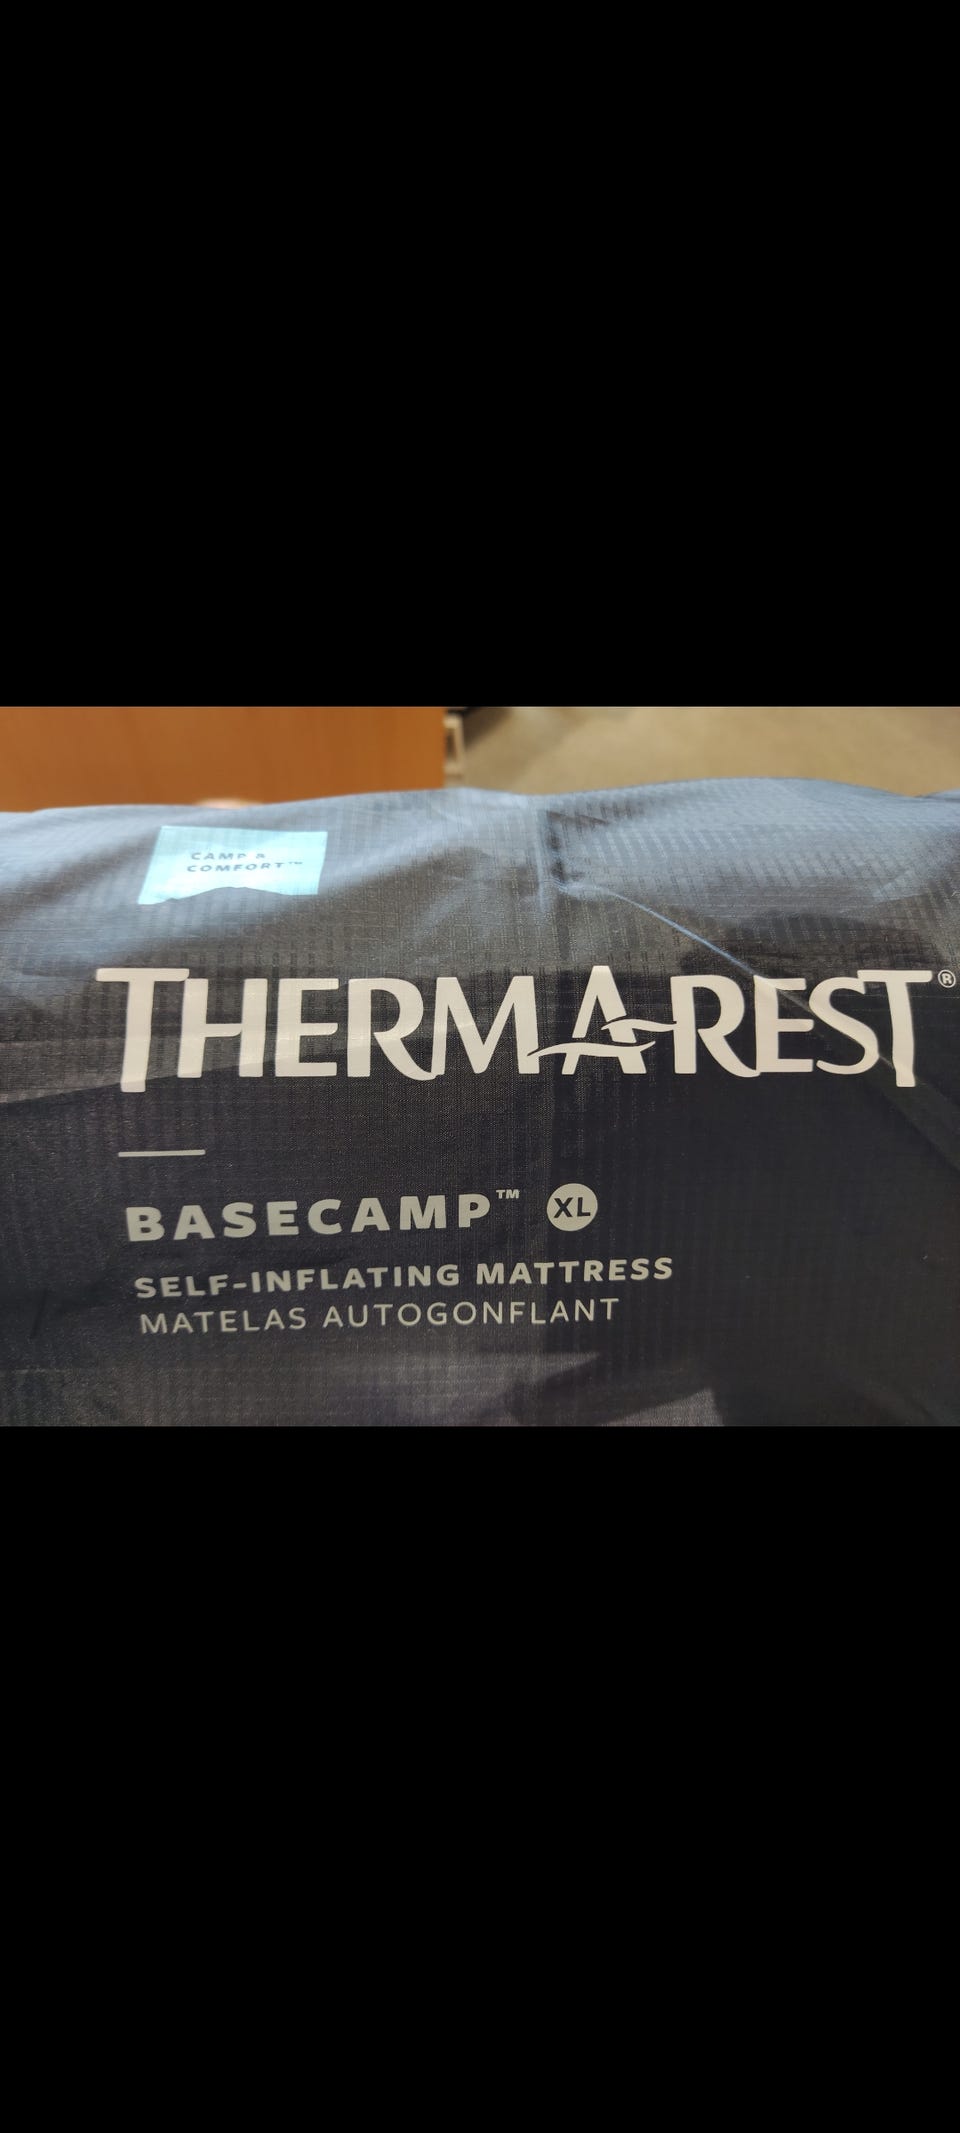 CAMP &
COMFORT™
THERMAREST®
BASECAMP™ XL
SELF-INFLATING MATTRESS
MATELAS AUTOGONFLANT